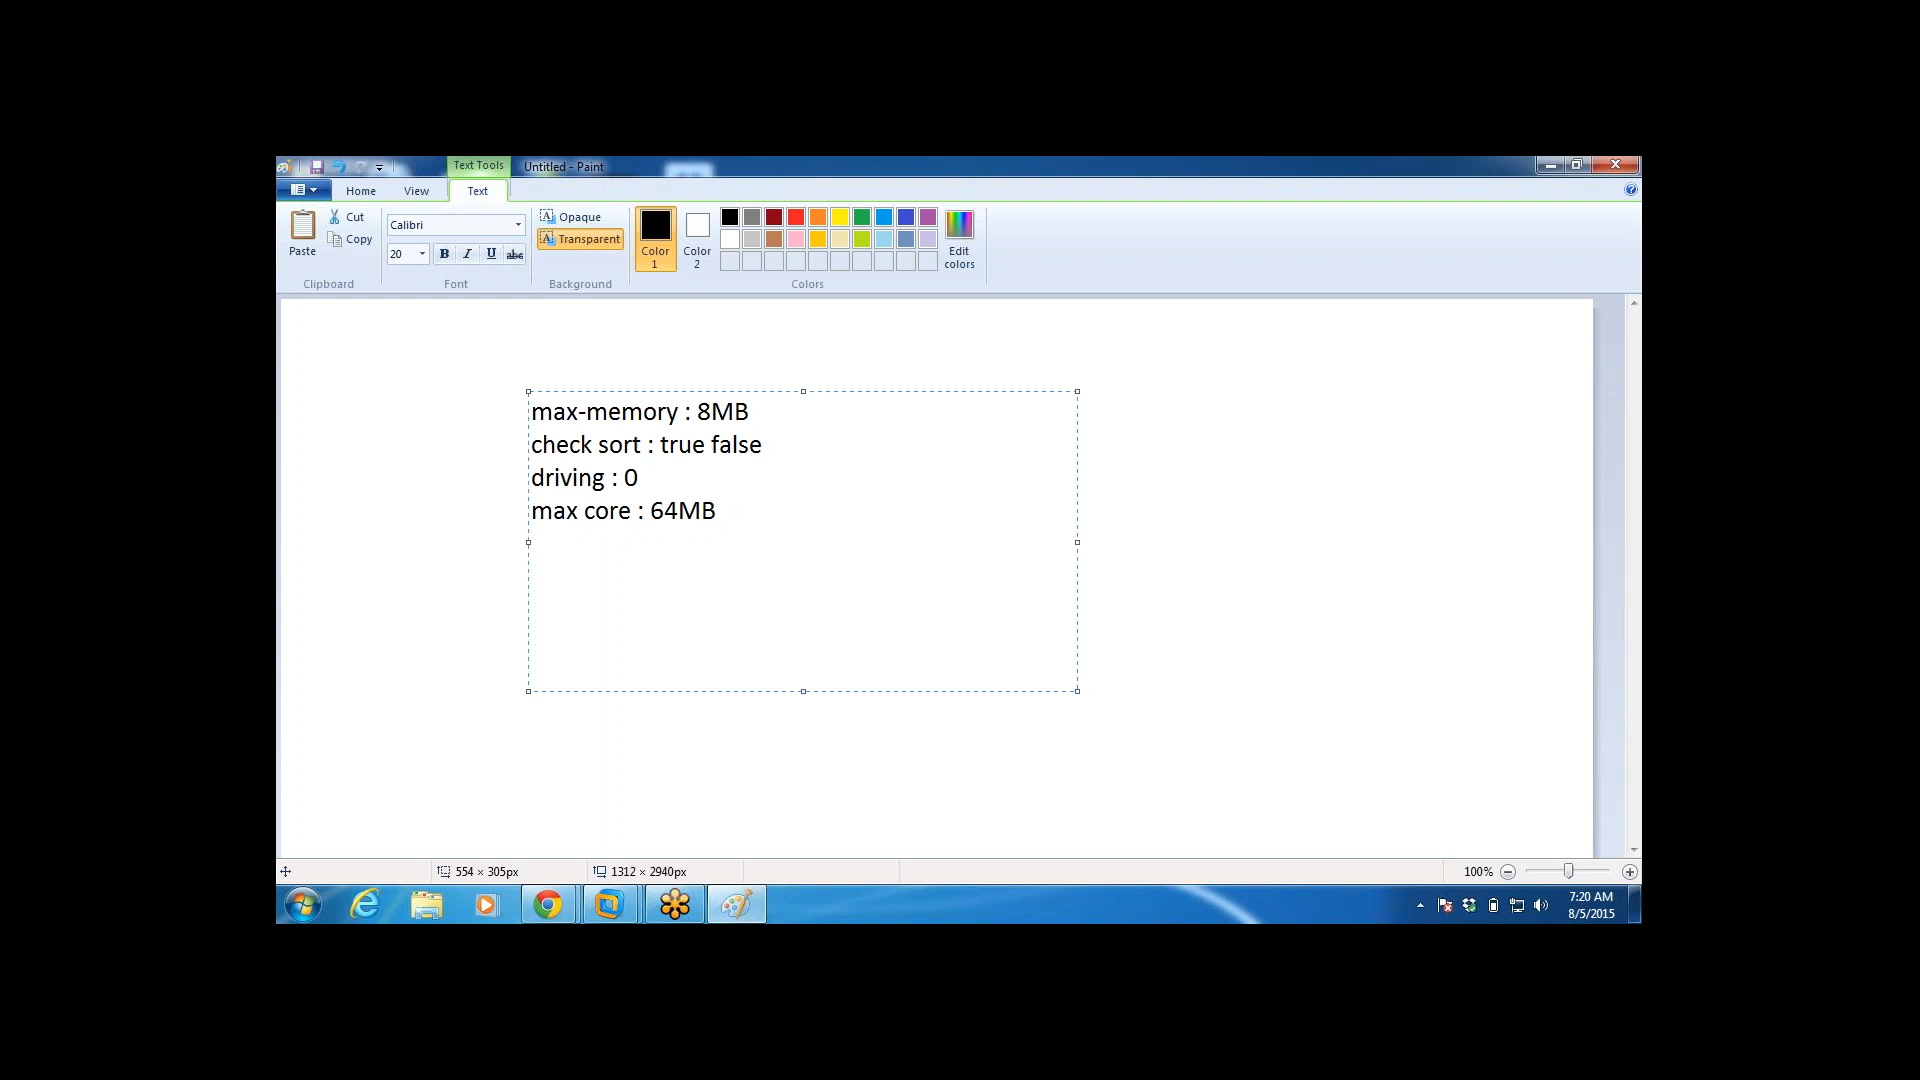 Text Tools
Untitled - Paint
Home View Text
Paste
Cut
Copy
Clipboard
Calibri
20 B I U abc
Font
Opaque
Transparent
Background
Color 1
Color 2
Edit colors
Colors
max-memory : 8MB
check sort : true false
driving : 0
max core : 64MB
554 × 305px
1312 × 2940px
100%
7:20 AM
8/5/2015